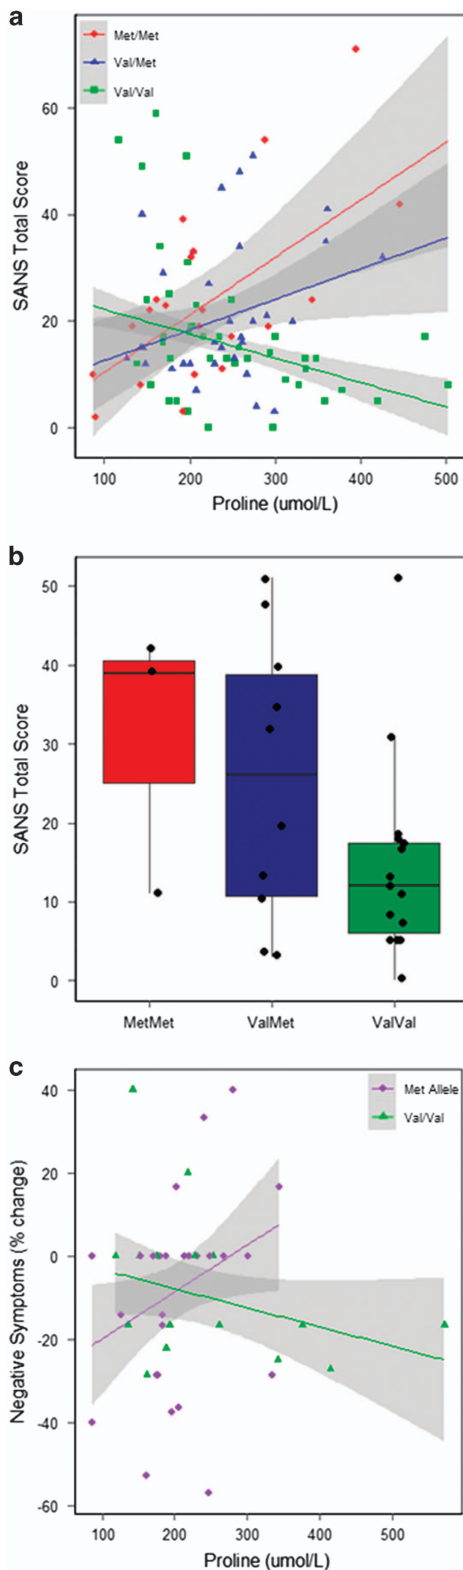 a
Met/Met
Val/Met
Val/Val
60
40
20
0
SANS Total Score
100 200 300 400 500
Proline (umol/L)
b
50
40
30
20
10
0
SANS Total Score
MetMet ValMet ValVal
c
Met Allele
Val/Val
40
20
0
-20
-40
-60
Negative Symptoms (% change)
100 200 300 400 500
Proline (umol/L)